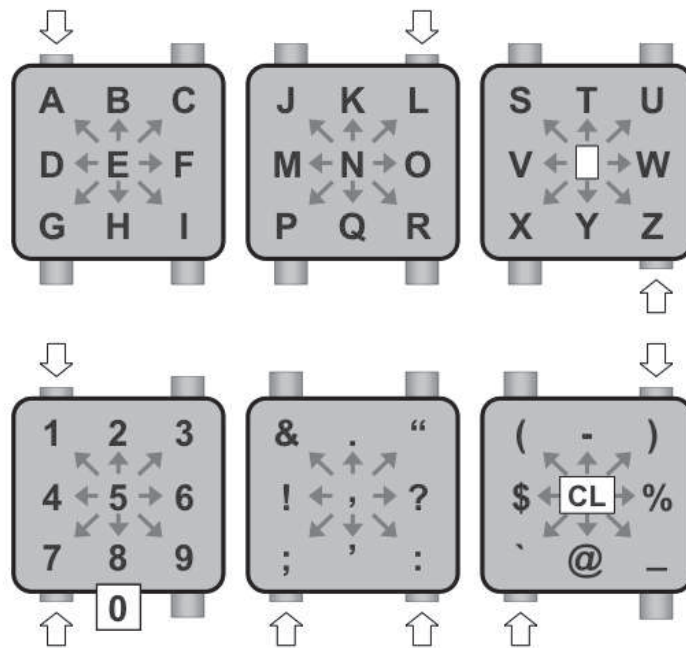 A B C J K L S T U
D E F M N O V W
G H I P Q R X Y Z
1 2 3 & . “ ( - )
4 5 6 ! , ? $ CL %
7 8 9 ; ’ : ` @ _
0